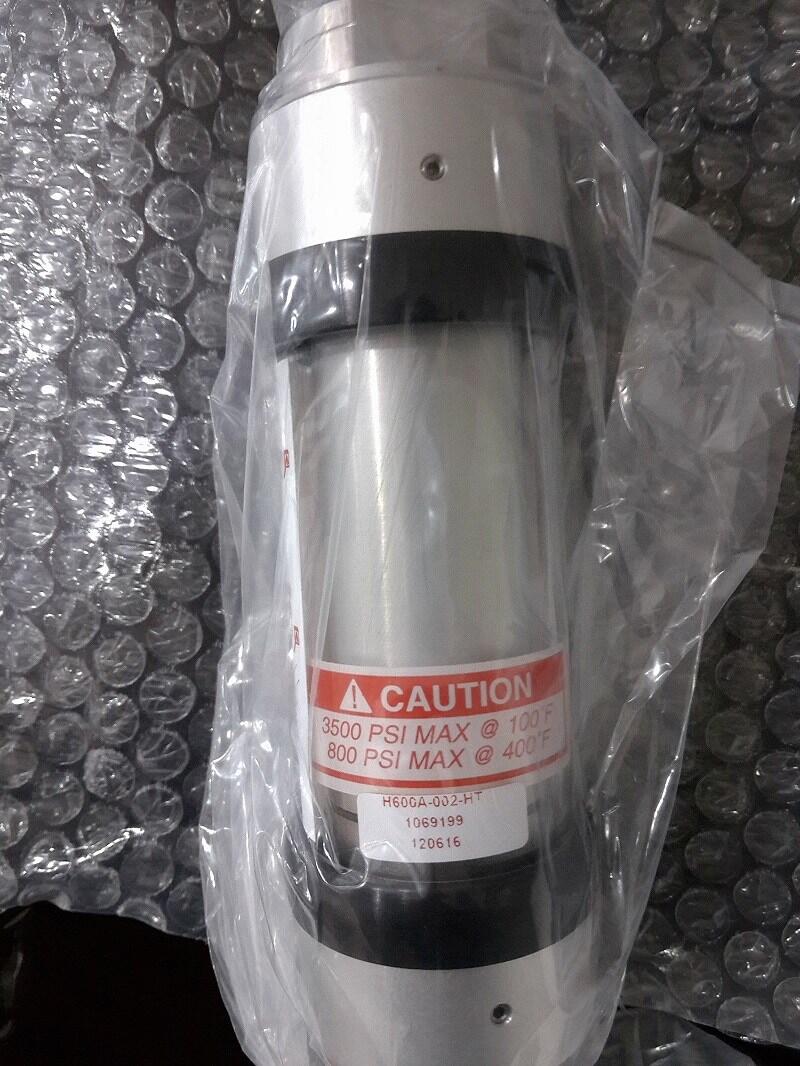 CAUTION
3500 PSI MAX @ 100°F
800 PSI MAX @ 400°F
H600A-002-HT
1069199
120616